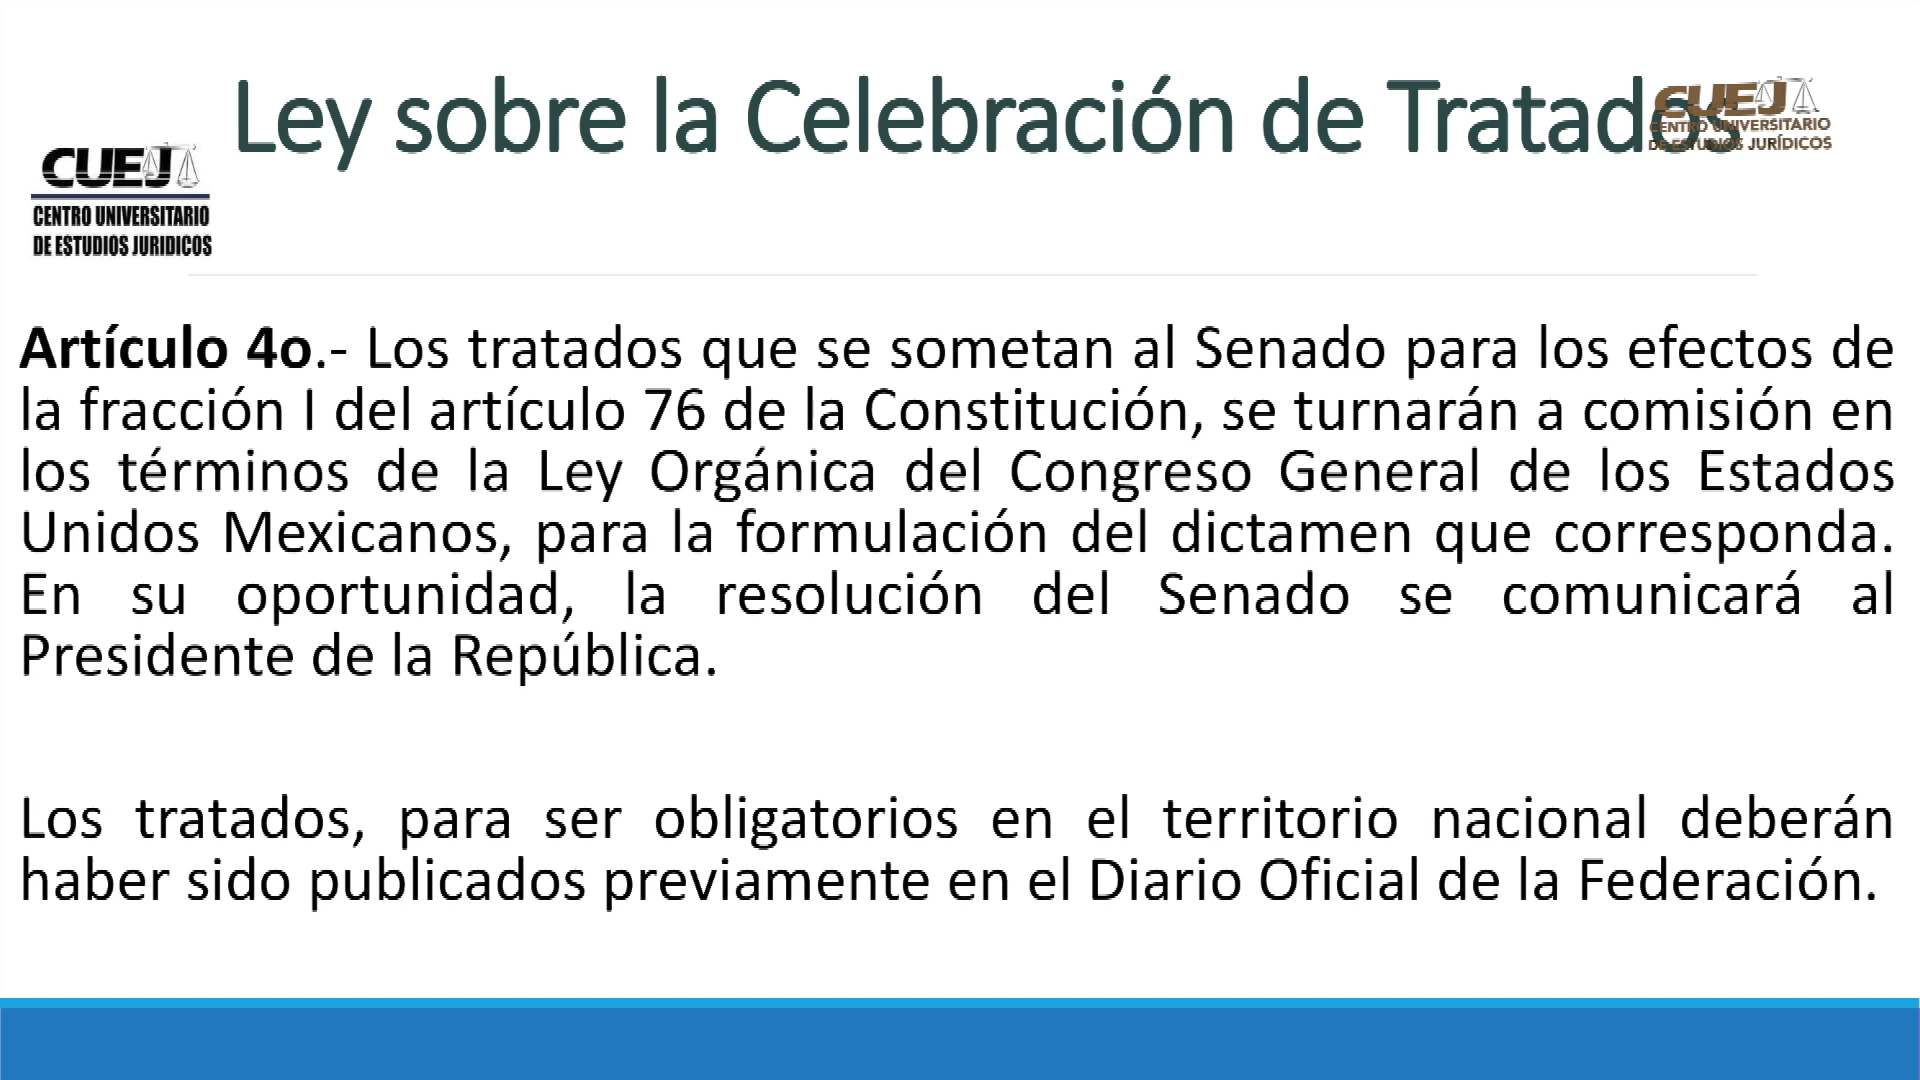 Ley sobre la Celebración de Tratados
CUEJ
CENTRO UNIVERSITARIO
DE ESTUDIOS JURÍDICOS
CUEJ
CENTRO UNIVERSITARIO
DE ESTUDIOS JURIDICOS
Artículo 4o.- Los tratados que se sometan al Senado para los efectos de
la fracción I del artículo 76 de la Constitución, se turnarán a comisión en
los términos de la Ley Orgánica del Congreso General de los Estados
Unidos Mexicanos, para la formulación del dictamen que corresponda.
En su oportunidad, la resolución del Senado se comunicará al
Presidente de la República.
Los tratados, para ser obligatorios en el territorio nacional deberán
haber sido publicados previamente en el Diario Oficial de la Federación.